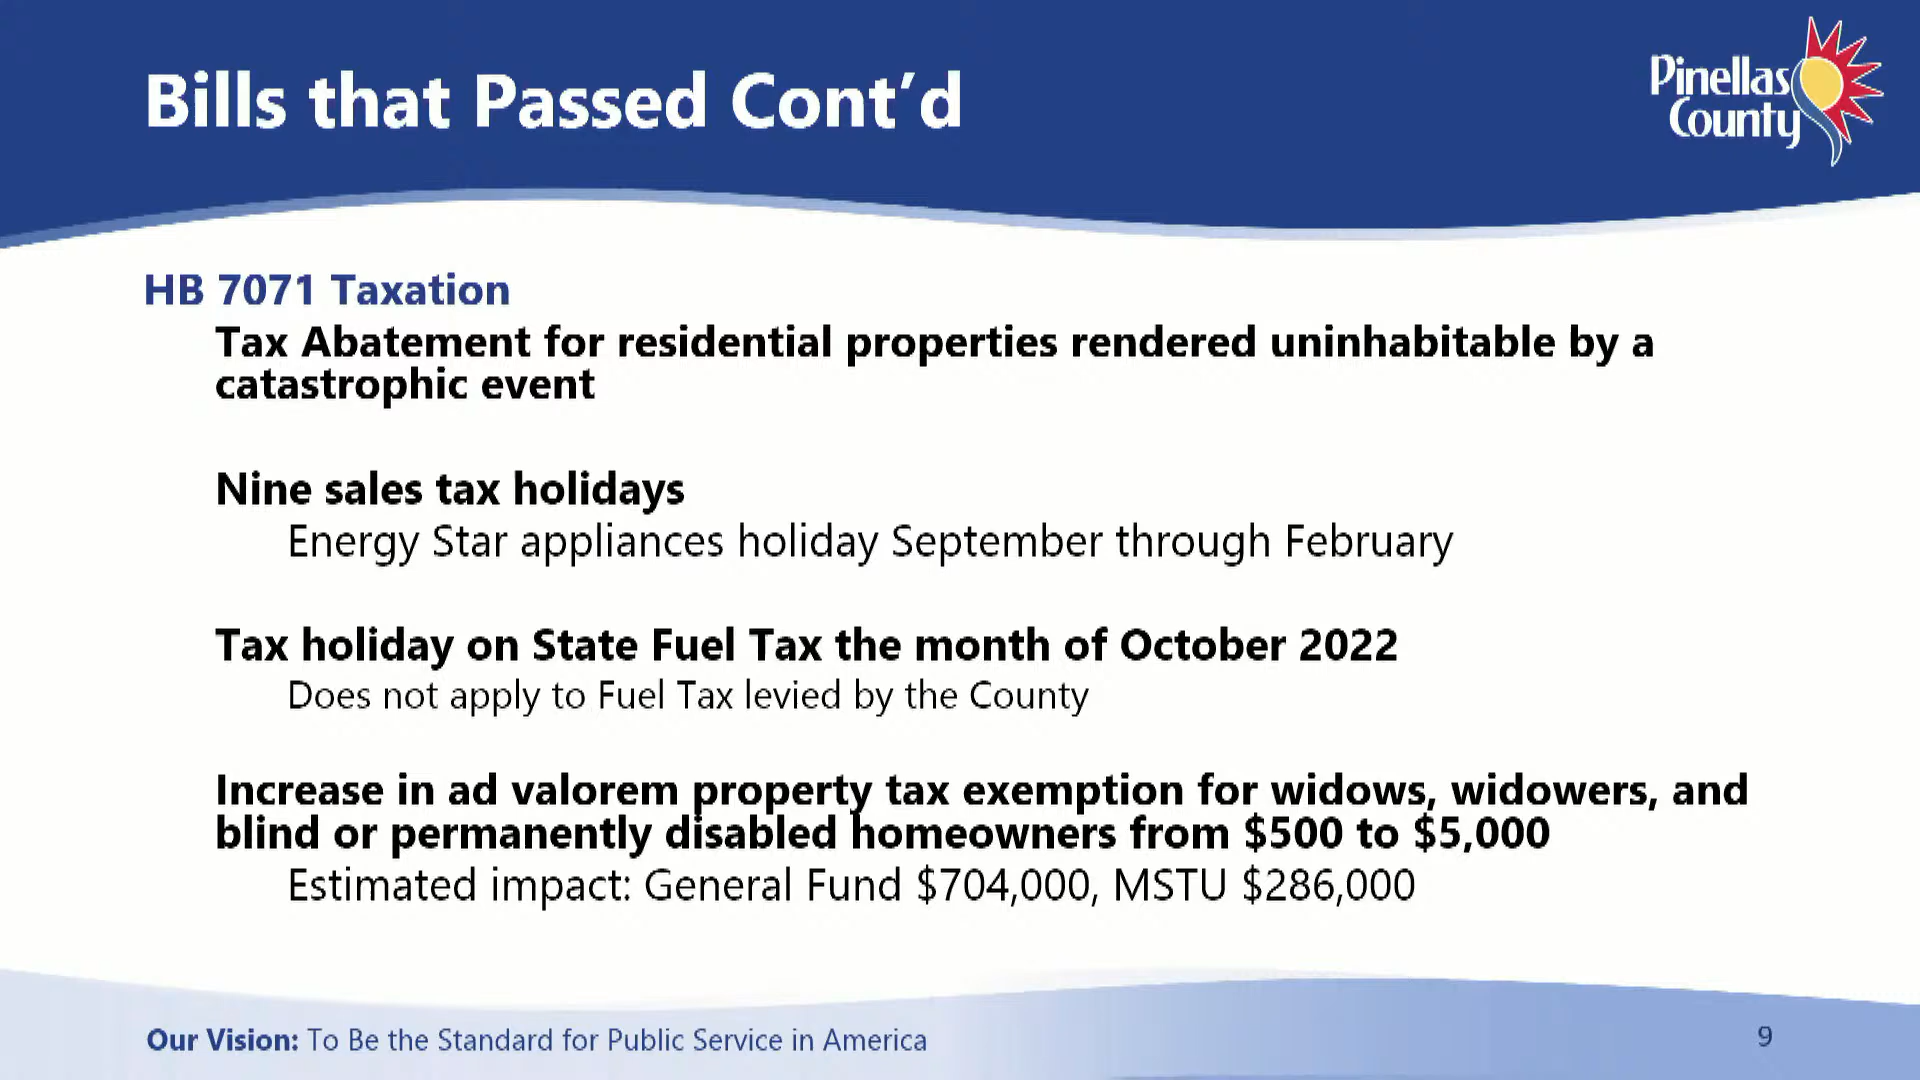 Bills that Passed Cont’d
Pinellas
County
HB 7071 Taxation
Tax Abatement for residential properties rendered uninhabitable by a
catastrophic event
Nine sales tax holidays
Energy Star appliances holiday September through February
Tax holiday on State Fuel Tax the month of October 2022
Does not apply to Fuel Tax levied by the County
Increase in ad valorem property tax exemption for widows, widowers, and
blind or permanently disabled homeowners from $500 to $5,000
Estimated impact: General Fund $704,000, MSTU $286,000
Our Vision: To Be the Standard for Public Service in America
9